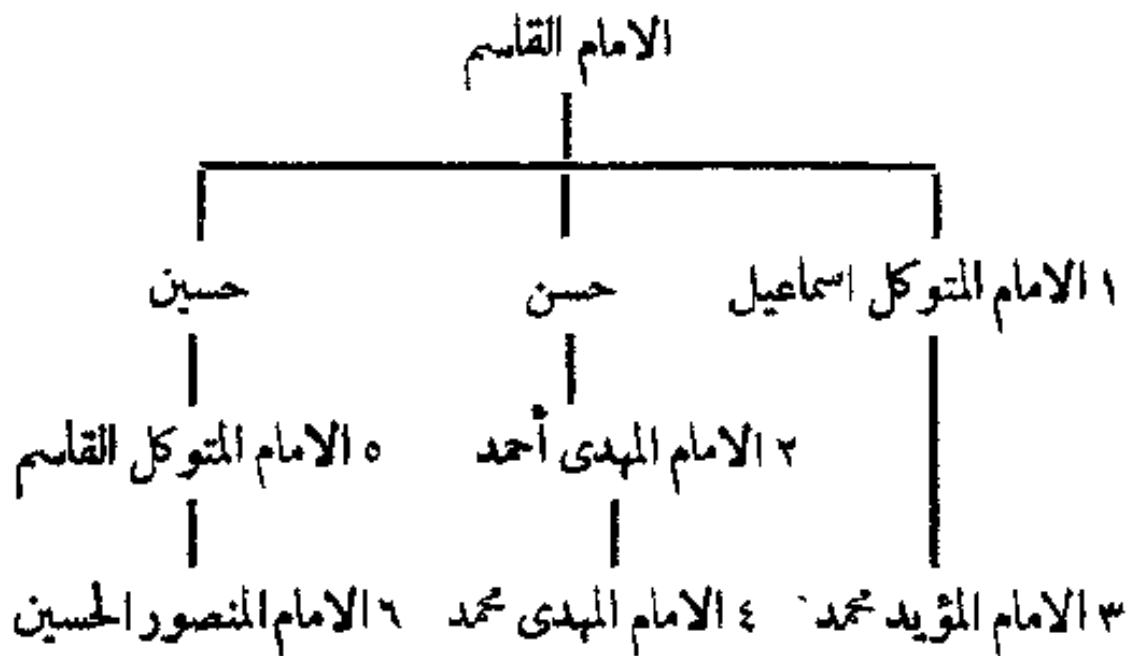 الامام القاسم
١ الامام المتوكل اسماعيل حسن حسين
٢ الامام المهدى أحمد ٥ الامام المتوكل القاسم
٣ الامام المؤيد محمد ٤ الامام المهدى محمد ٦ الامام المنصور الحسين